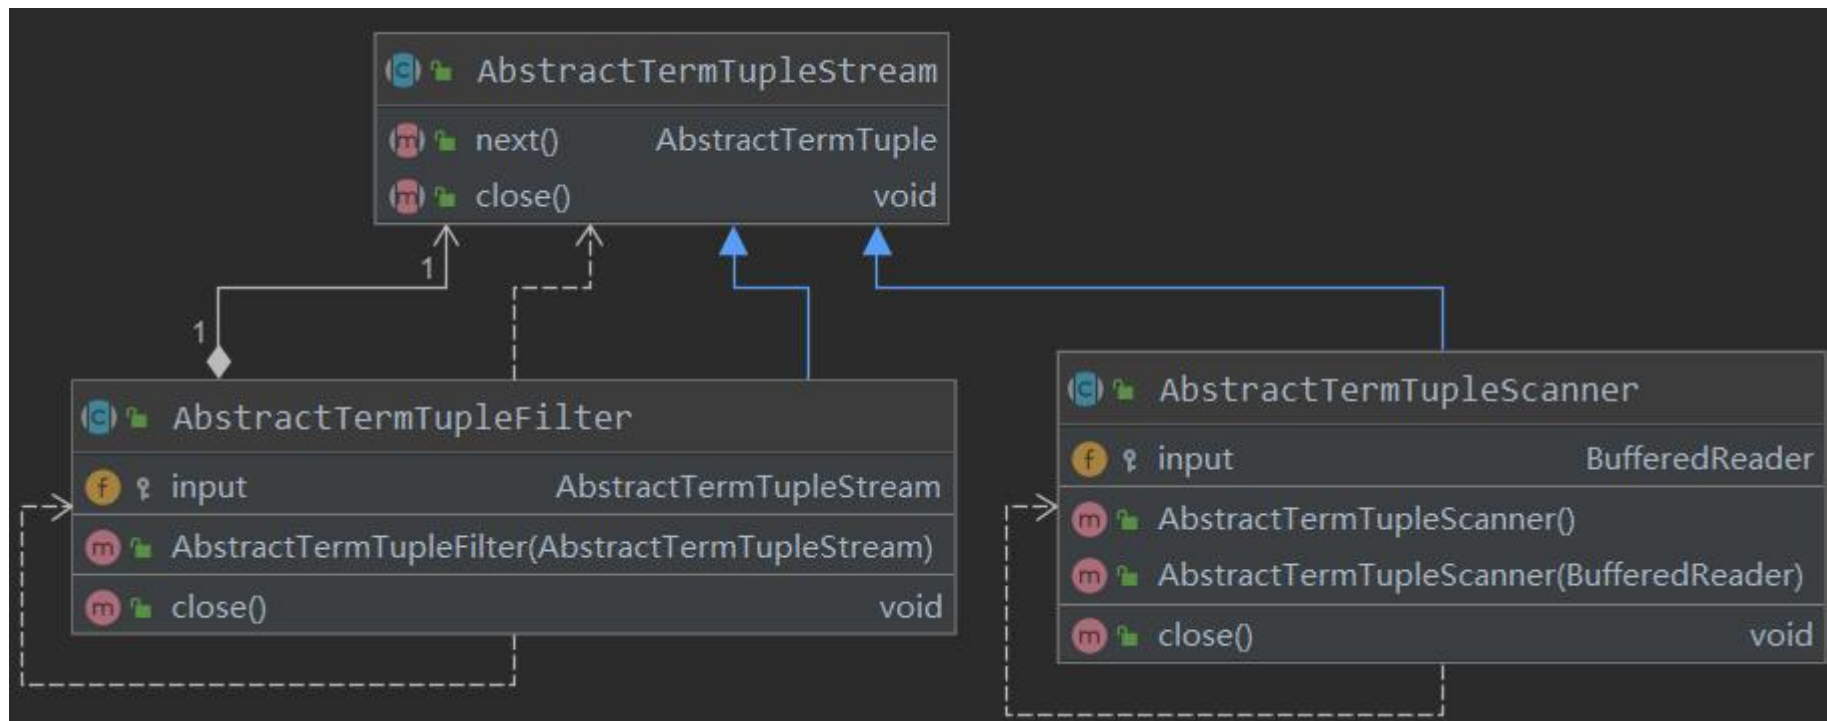 C AbstractTermTupleStream
m next() AbstractTermTuple
m close() void
1
1
C AbstractTermTupleFilter
f input AbstractTermTupleStream
m AbstractTermTupleFilter(AbstractTermTupleStream)
m close() void
C AbstractTermTupleScanner
f input BufferedReader
m AbstractTermTupleScanner()
m AbstractTermTupleScanner(BufferedReader)
m close() void